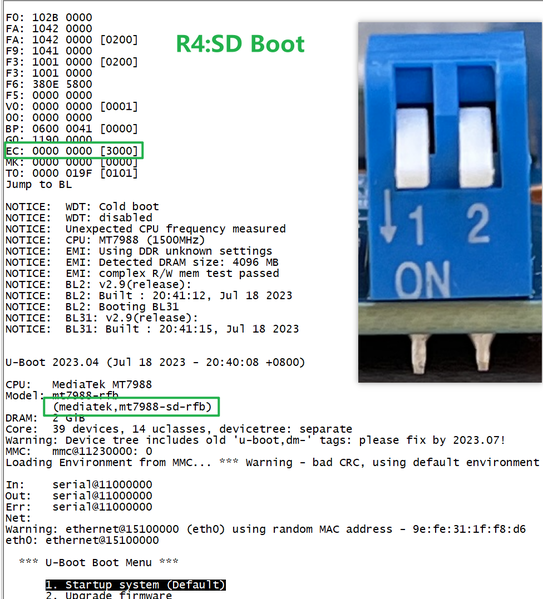 F0: 102B 0000
FA: 1042 0000
FA: 1042 0000 [0200]
F9: 1041 0000
F3: 1001 0000 [0200]
F3: 1001 0000
F6: 380E 5800
F5: 0000 0000
V0: 0000 0000 [0001]
00: 0000 0000
BP: 0600 0041 [0000]
G0: 1190 0000
EC: 0000 0000 [3000]
MK: 0000 0000 [0000]
T0: 0000 019F [0101]
Jump to BL
R4:SD Boot
1 2
ON
NOTICE:  WDT: Cold boot
NOTICE:  WDT: disabled
NOTICE:  Unexpected CPU frequency measured
NOTICE:  CPU: MT7988 (1500MHz)
NOTICE:  EMI: Using DDR unknown settings
NOTICE:  EMI: Detected DRAM size: 4096 MB
NOTICE:  EMI: complex R/W mem test passed
NOTICE:  BL2: v2.9(release):
NOTICE:  BL2: Built : 20:41:12, Jul 18 2023
NOTICE:  BL2: Booting BL31
NOTICE:  BL31: v2.9(release):
NOTICE:  BL31: Built : 20:41:15, Jul 18 2023
U-Boot 2023.04 (Jul 18 2023 - 20:40:08 +0800)
CPU:   MediaTek MT7988
Model: mt7988-rfb
(mediatek,mt7988-sd-rfb)
DRAM:  2 GiB
Core:  39 devices, 14 uclasses, devicetree: separate
Warning: Device tree includes old 'u-boot,dm-' tags: please fix by 2023.07!
MMC:   mmc@11230000: 0
Loading Environment from MMC... *** Warning - bad CRC, using default environment
In:    serial@11000000
Out:   serial@11000000
Err:   serial@11000000
Net:
Warning: ethernet@15100000 (eth0) using random MAC address - 9e:fe:31:1f:f8:d6
eth0: ethernet@15100000
*** U-Boot Boot Menu ***
1. Startup system (Default)
2. Upgrade firmware